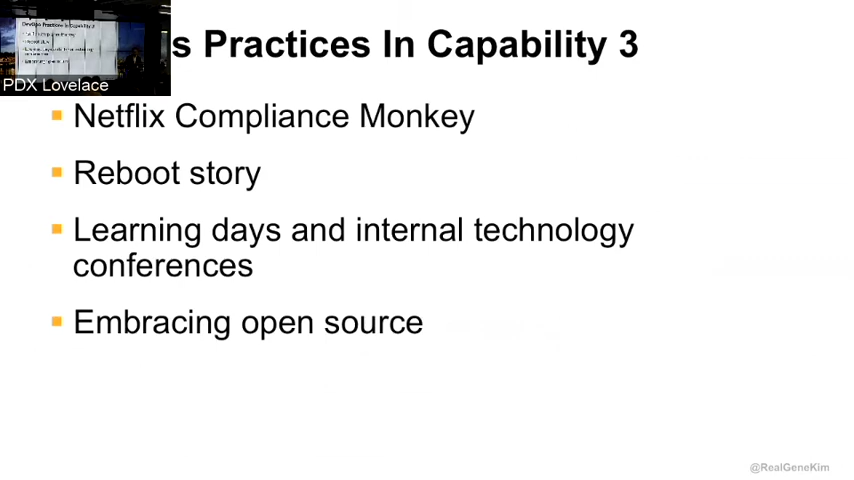 s Practices In Capability 3
PDX Lovelace
Netflix Compliance Monkey
Reboot story
Learning days and internal technology
conferences
Embracing open source
@RealGeneKim